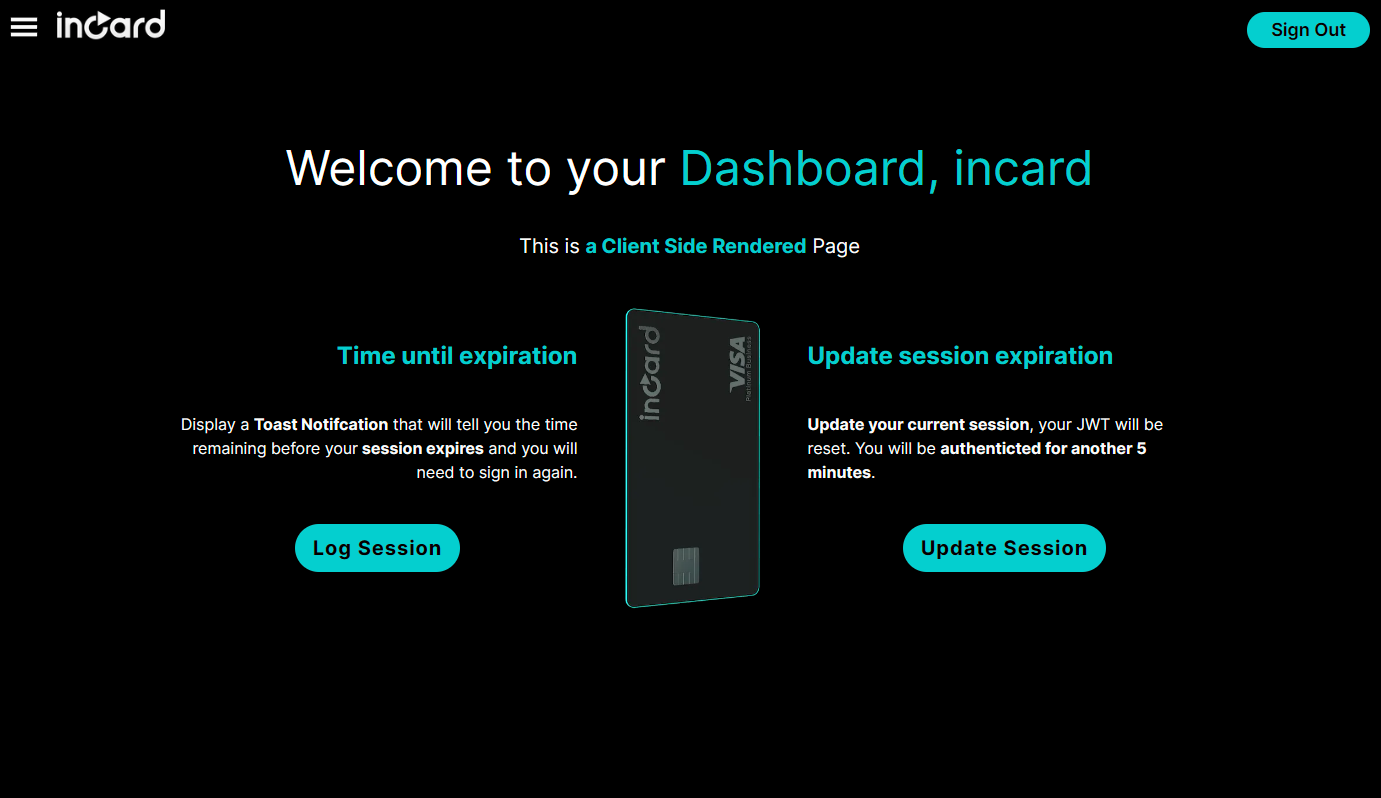 incard
Sign Out
Welcome to your Dashboard, incard
This is a Client Side Rendered Page
Time until expiration
Display a Toast Notifcation that will tell you the time
remaining before your session expires and you will
need to sign in again.
Log Session
incard
VISA
Platinum Business
Update session expiration
Update your current session, your JWT will be
reset. You will be authenticted for another 5
minutes.
Update Session